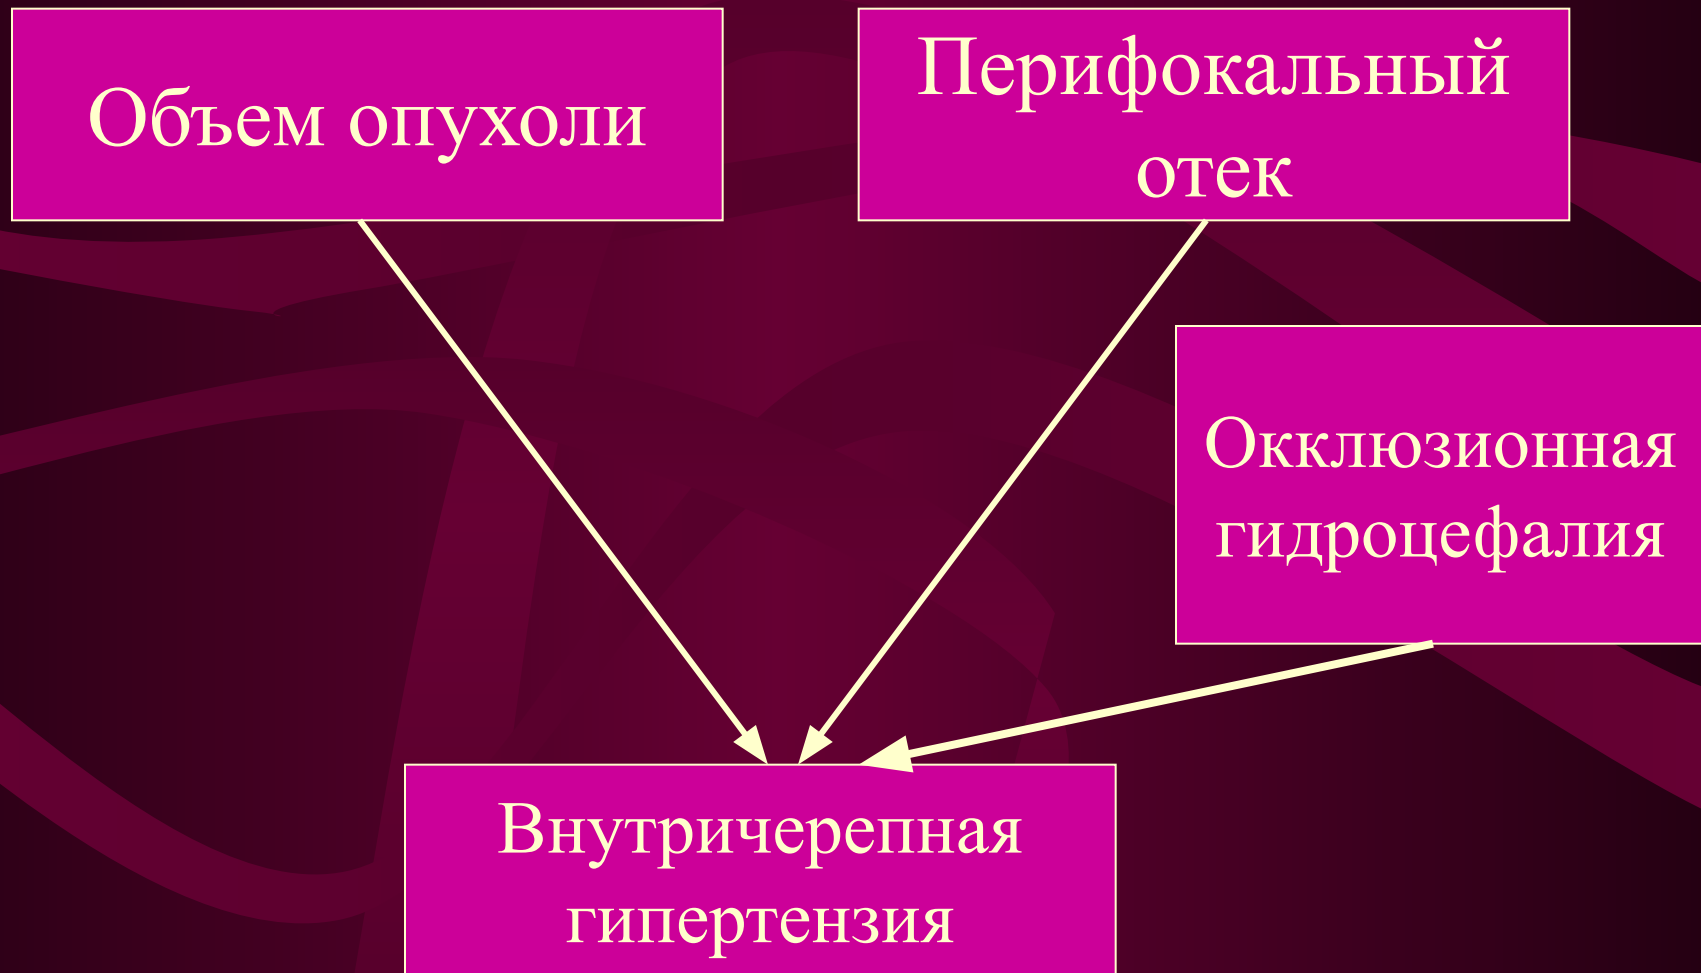 Объем опухоли
Перифокальный
отек
Окклюзионная
гидроцефалия
Внутричерепная
гипертензия